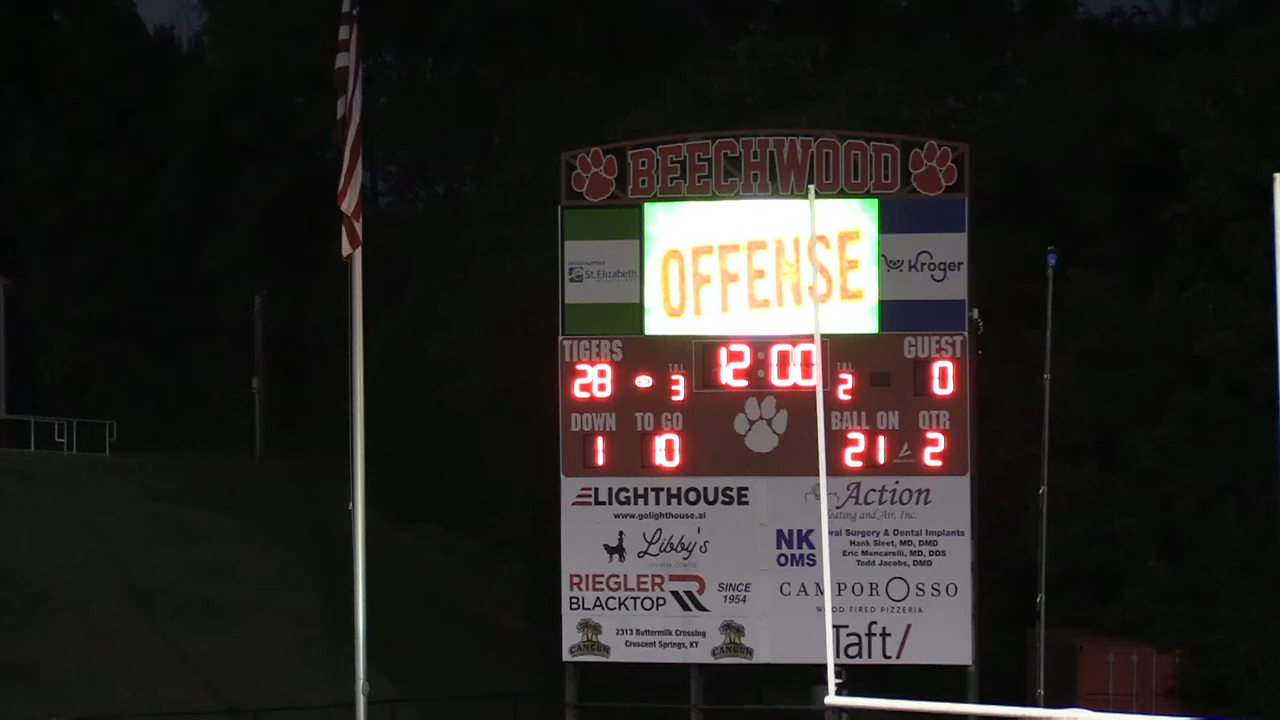 BEECHWOOD
St. Elizabeth
OFFENSE
Kroger
TIGERS
12:00
GUEST
28
T.O.L.
3
T.O.L.
2
0
DOWN
TO GO
BALL ON
QTR
1
10
21
2
LIGHTHOUSE
www.golighthouse.ai
Action
Heating and Air, Inc.
Libby's
NK
OMS
Oral Surgery & Dental Implants
Hank Sleet, MD, DMD
Eric Mencarelli, MD, DDS
Todd Jacobs, DMD
RIEGLER
BLACKTOP
SINCE
1954
CAMPOROSSO
WOOD FIRED PIZZERIA
CANCUN
2313 Buttermilk Crossing
Crescent Springs, KY
CANCUN
Taft/